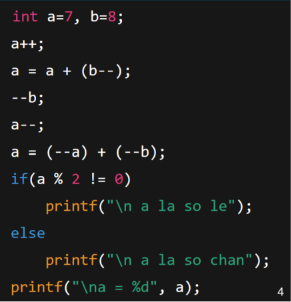 int a=7, b=8;
a++;
a = a + (b--);
--b;
a--;
a = (--a) + (--b);
if(a % 2 != 0)
    printf("\n a la so le");
else
    printf("\n a la so chan");
printf("\na = %d", a);
4